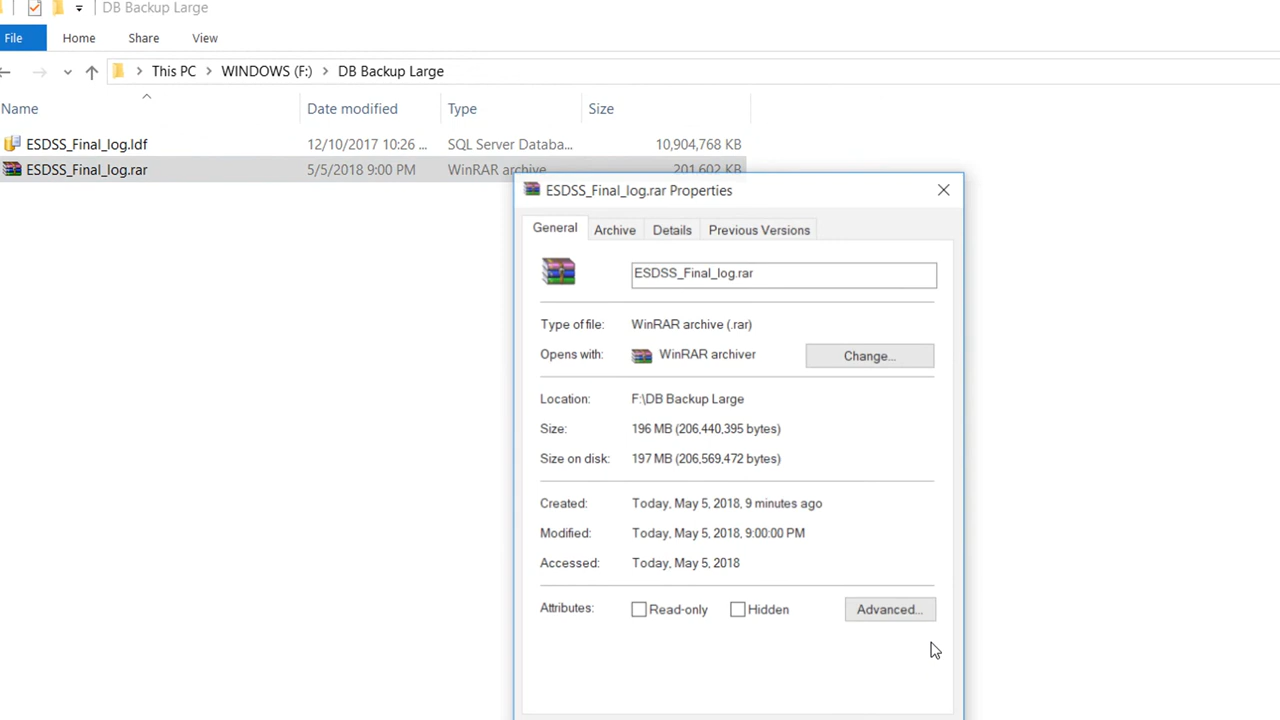 DB Backup Large
File Home Share View
This PC WINDOWS (F:) DB Backup Large
Name Date modified Type Size
ESDSS_Final_log.ldf 12/10/2017 10:26 ... SQL Server Databa... 10,904,768 KB
ESDSS_Final_log.rar 5/5/2018 9:00 PM WinRAR archive 201,602 KB
ESDSS_Final_log.rar Properties
General Archive Details Previous Versions
ESDSS_Final_log.rar
Type of file: WinRAR archive (.rar)
Opens with: WinRAR archiver Change...
Location: F:\DB Backup Large
Size: 196 MB (206,440,395 bytes)
Size on disk: 197 MB (206,569,472 bytes)
Created: Today, May 5, 2018, 9 minutes ago
Modified: Today, May 5, 2018, 9:00:00 PM
Accessed: Today, May 5, 2018
Attributes: Read-only Hidden Advanced...